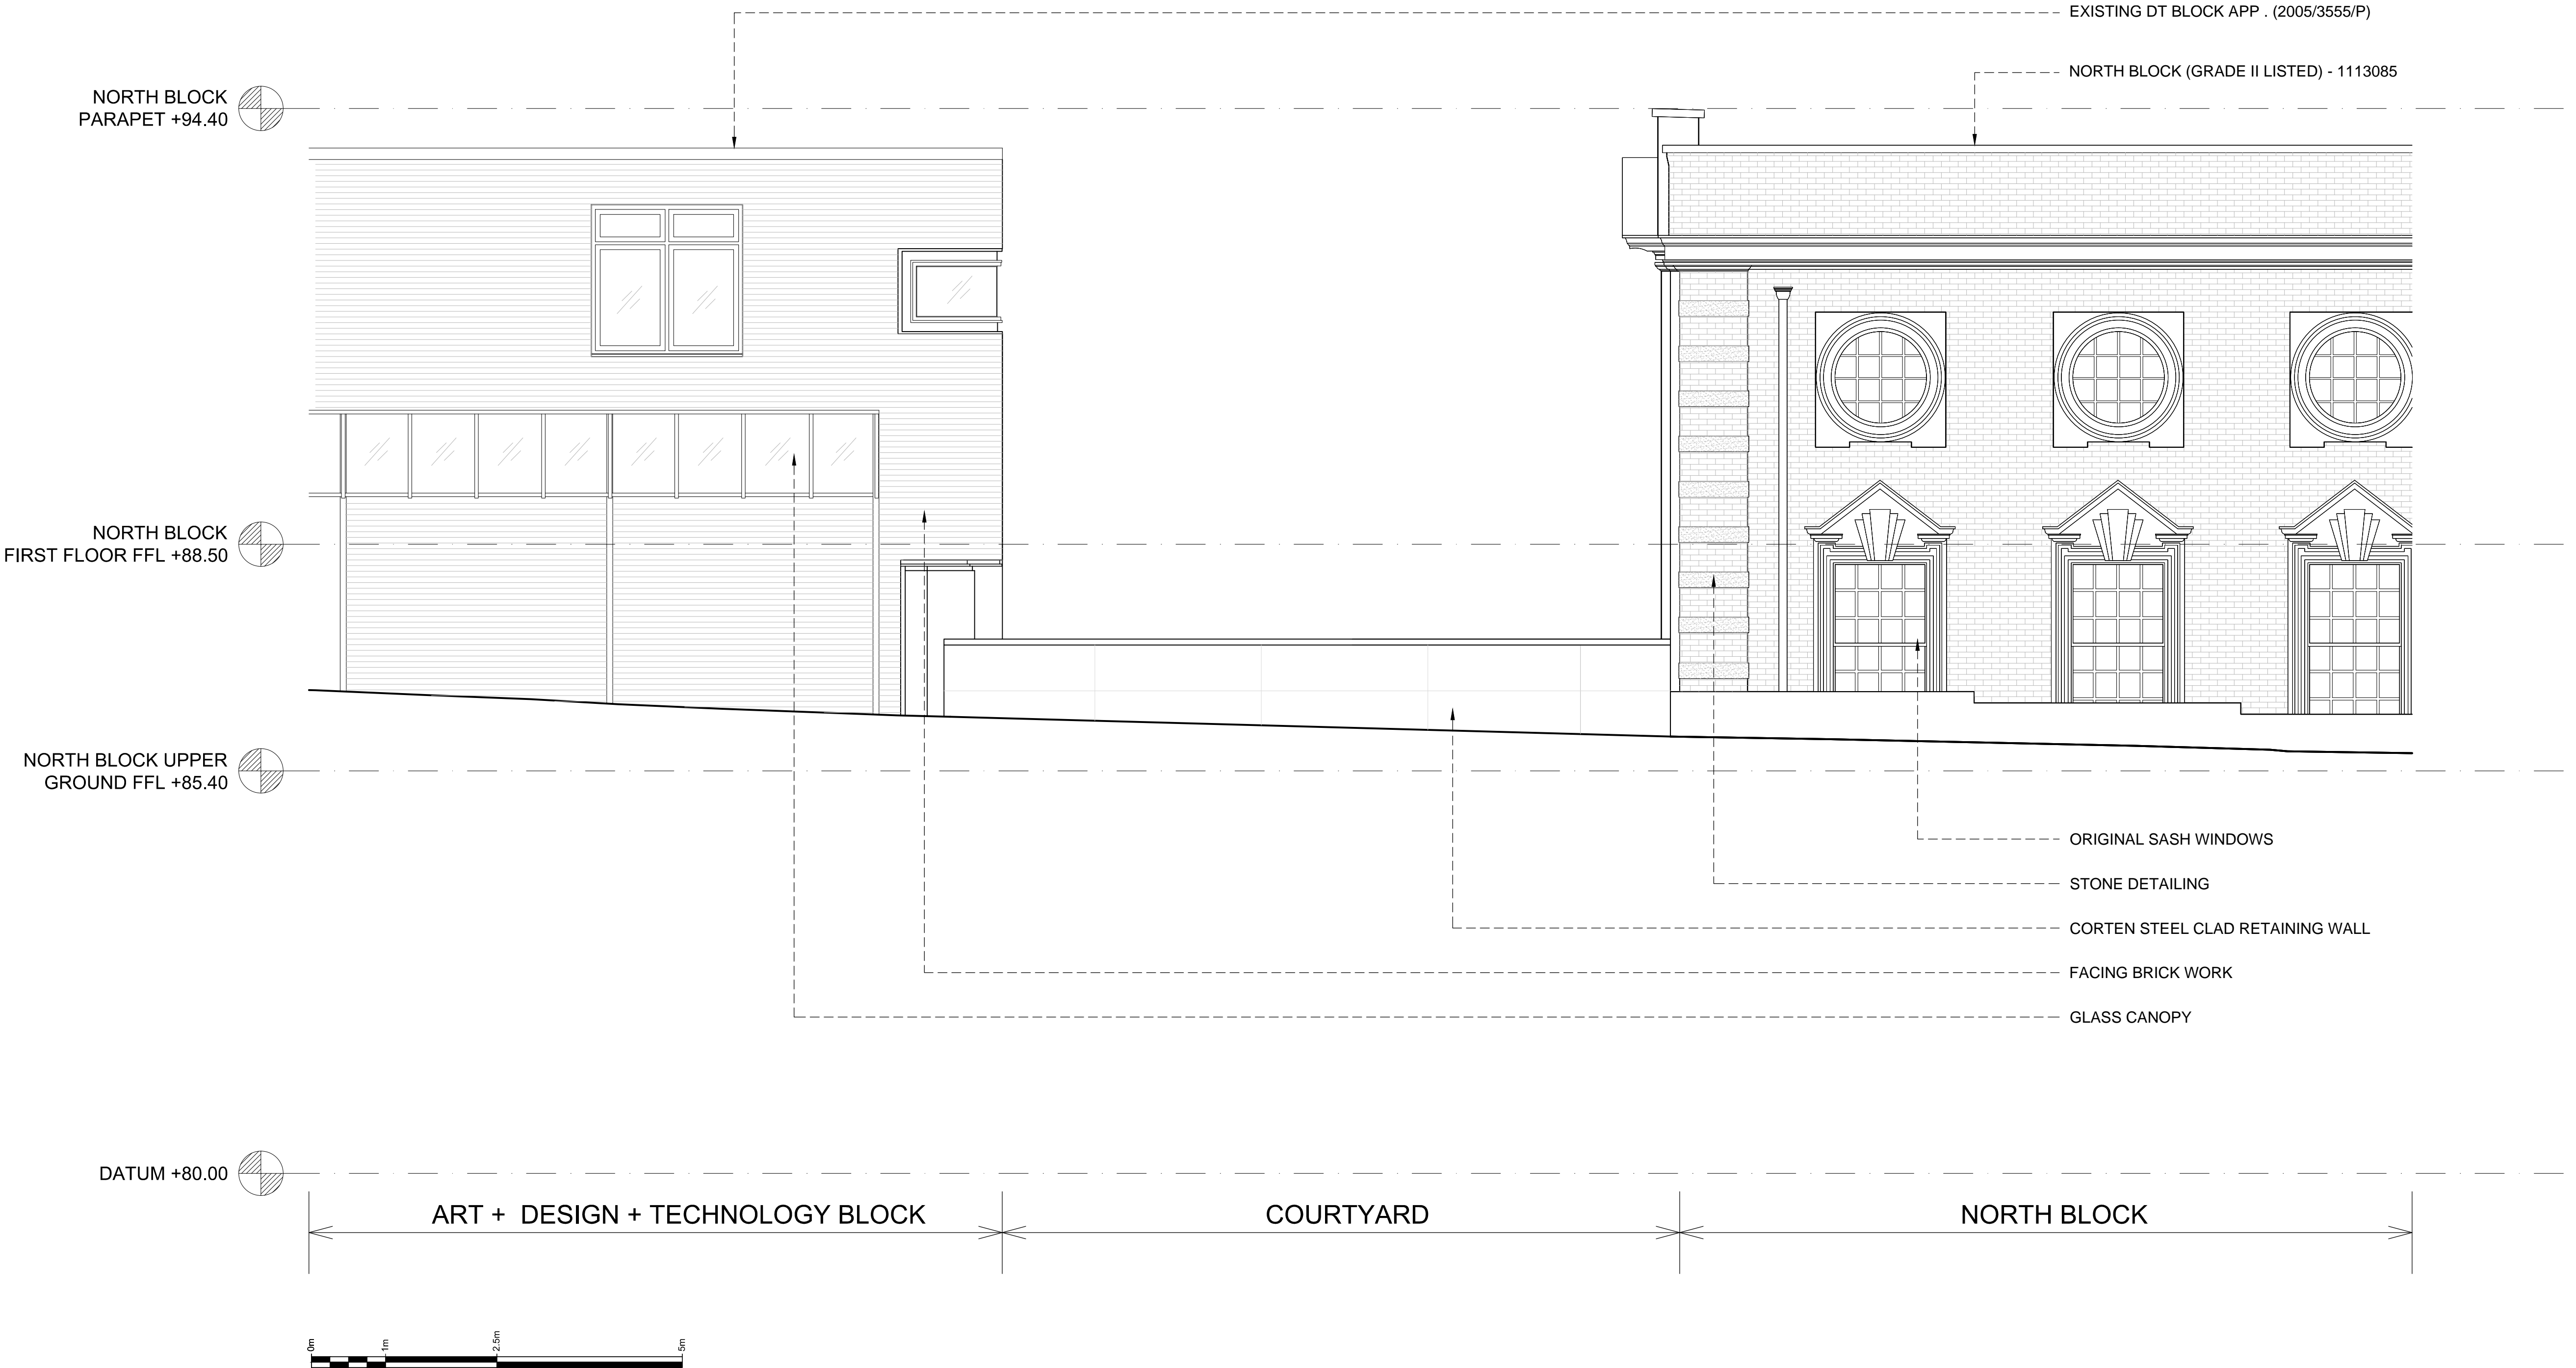 EXISTING DT BLOCK APP . (2005/3555/P)
NORTH BLOCK (GRADE II LISTED) - 1113085
NORTH BLOCK
PARAPET +94.40
NORTH BLOCK
FIRST FLOOR FFL +88.50
NORTH BLOCK UPPER
GROUND FFL +85.40
ORIGINAL SASH WINDOWS
STONE DETAILING
CORTEN STEEL CLAD RETAINING WALL
FACING BRICK WORK
GLASS CANOPY
DATUM +80.00
ART +  DESIGN + TECHNOLOGY BLOCK
COURTYARD
NORTH BLOCK
0m
1m
2.5m
5m